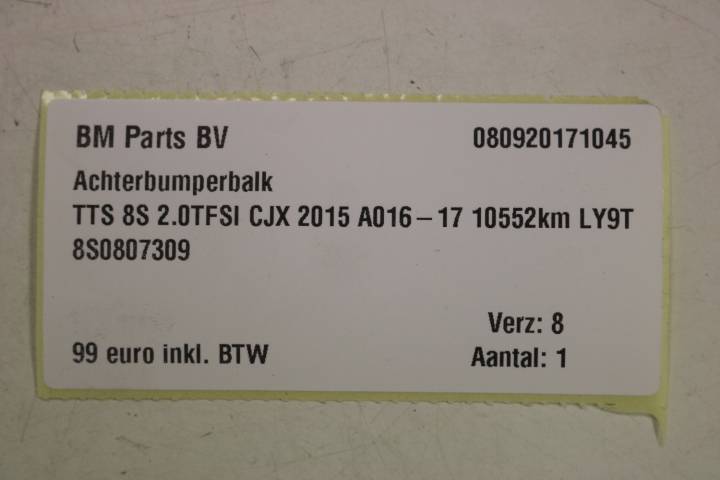 BM Parts BV 080920171045
Achterbumperbalk
TTS 8S 2.0TFSI CJX 2015 A016-17 10552km LY9T
8S0807309
Verz: 8
99 euro inkl. BTW Aantal: 1